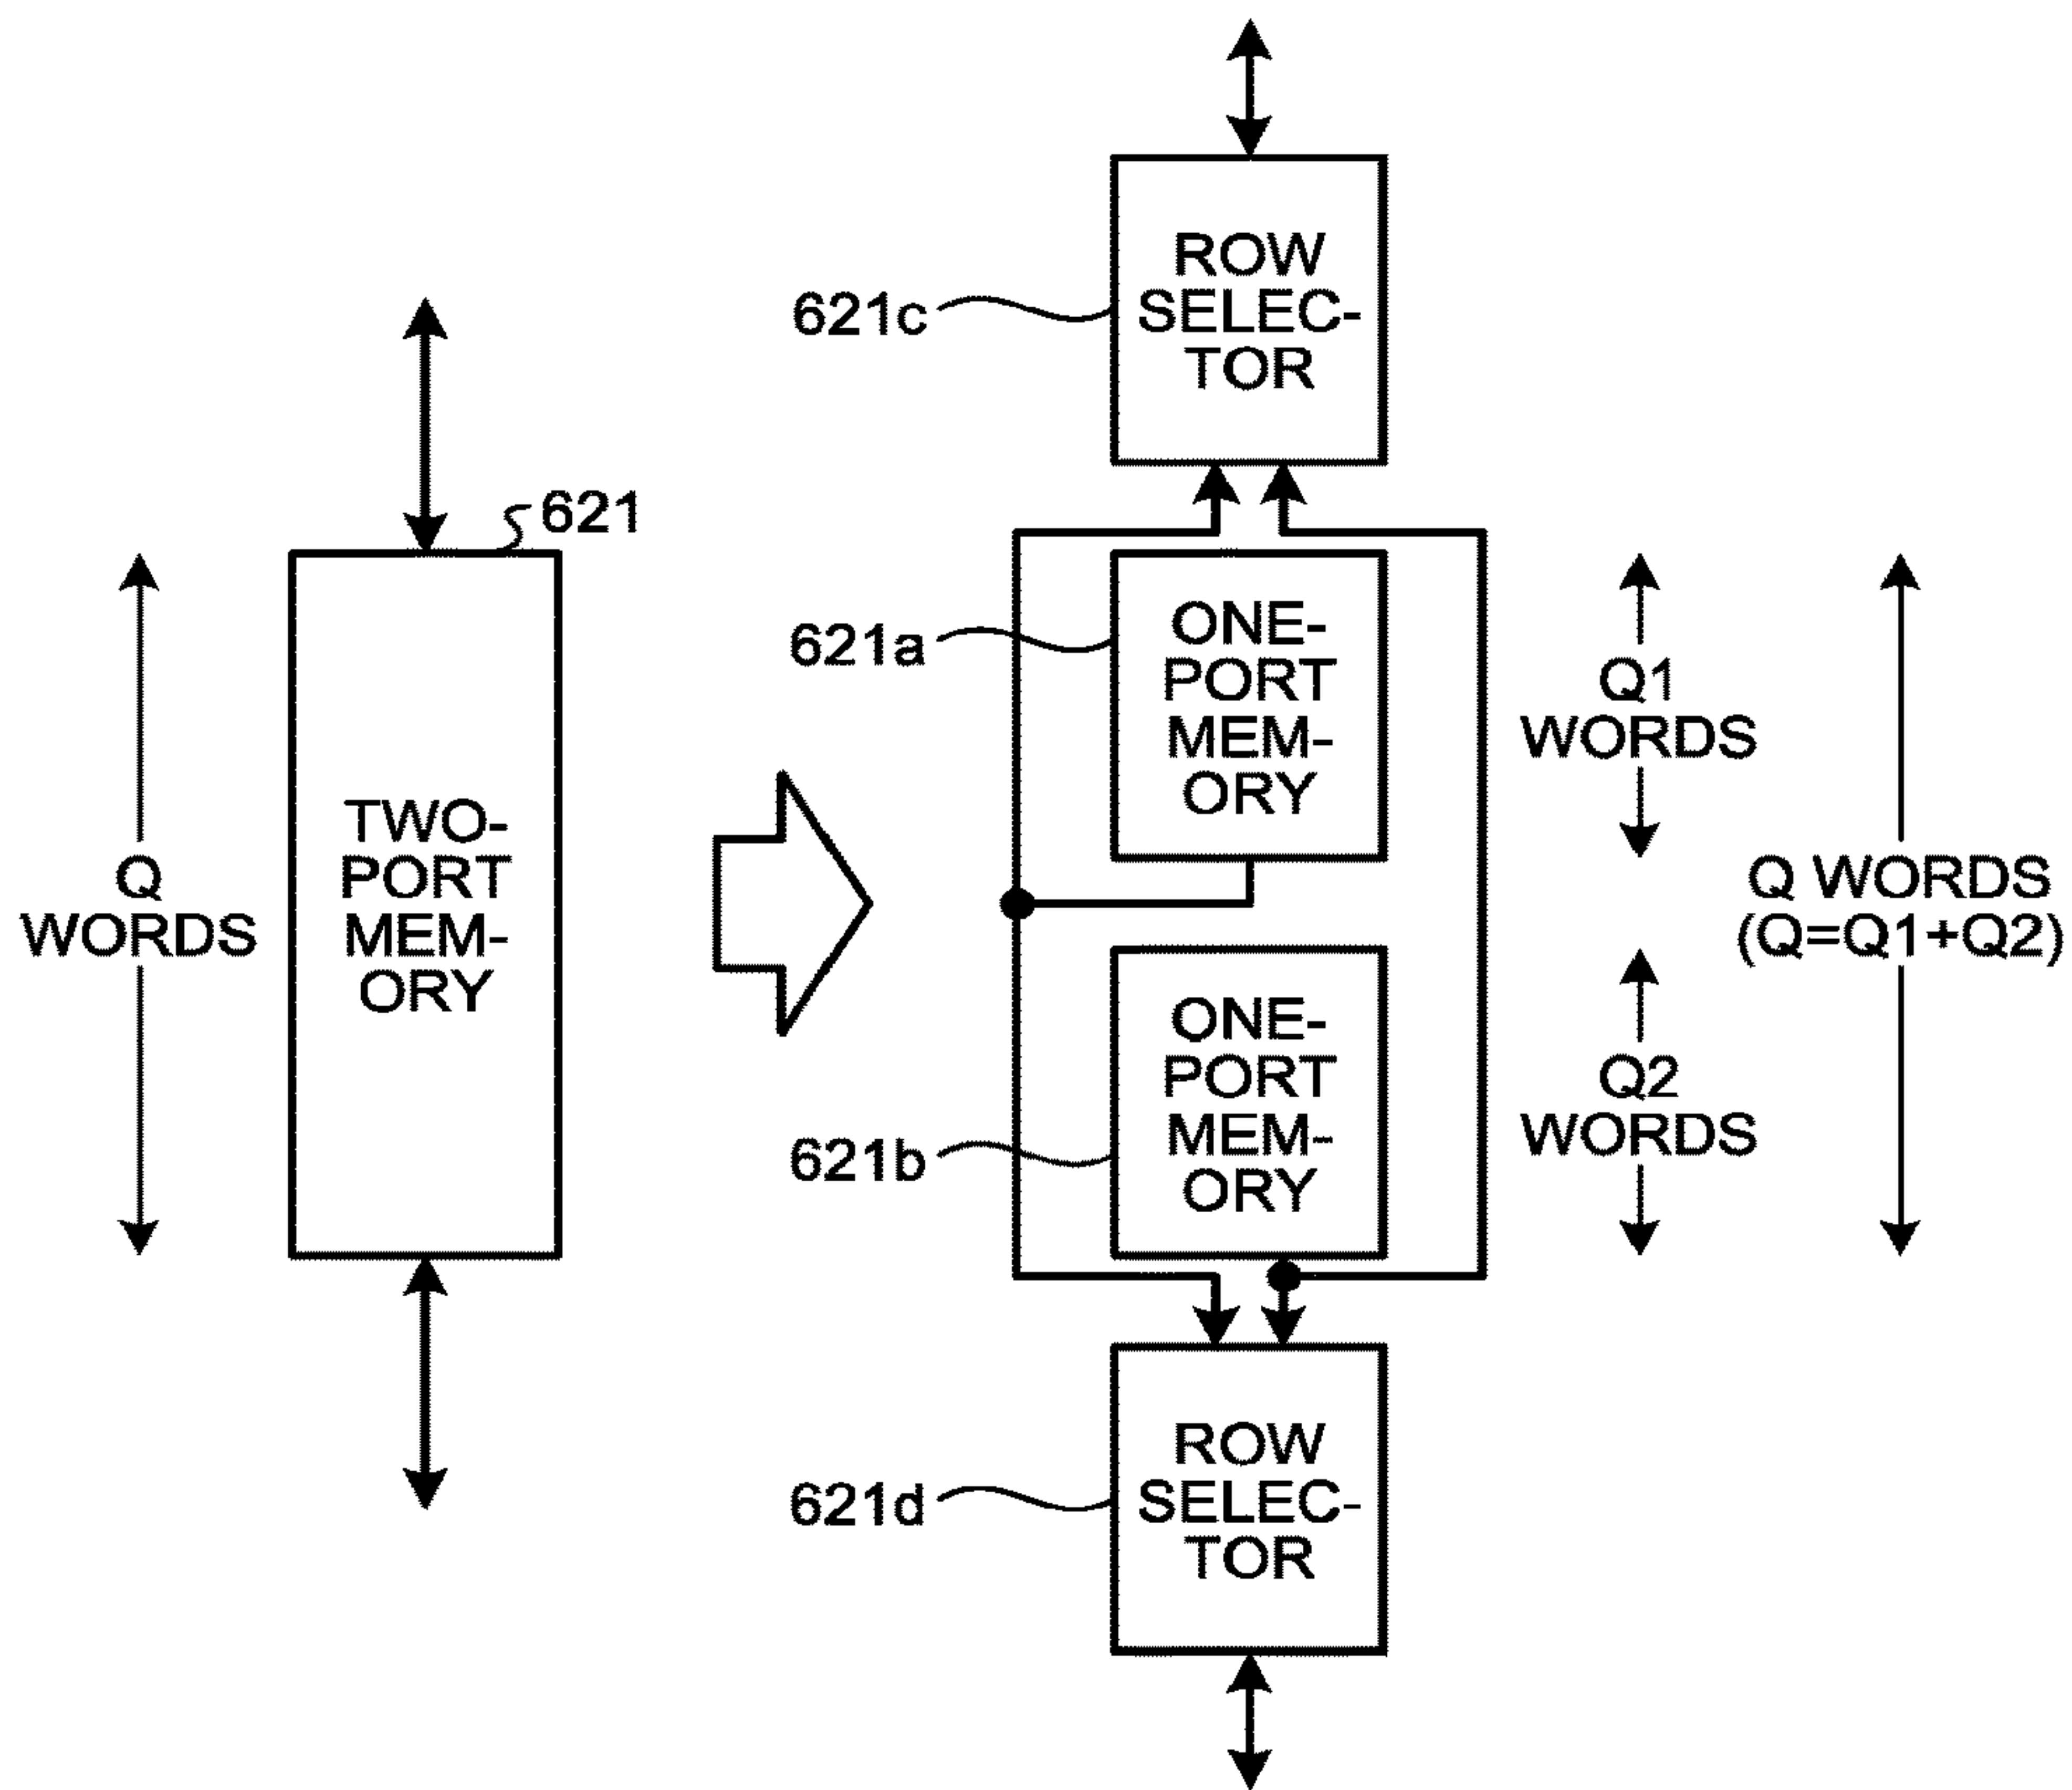 621
Q
WORDS
TWO-
PORT
MEM-
ORY
621c
ROW
SELEC-
TOR
621a
ONE-
PORT
MEM-
ORY
Q1
WORDS
Q WORDS
(Q=Q1+Q2)
621b
ONE-
PORT
MEM-
ORY
Q2
WORDS
621d
ROW
SELEC-
TOR